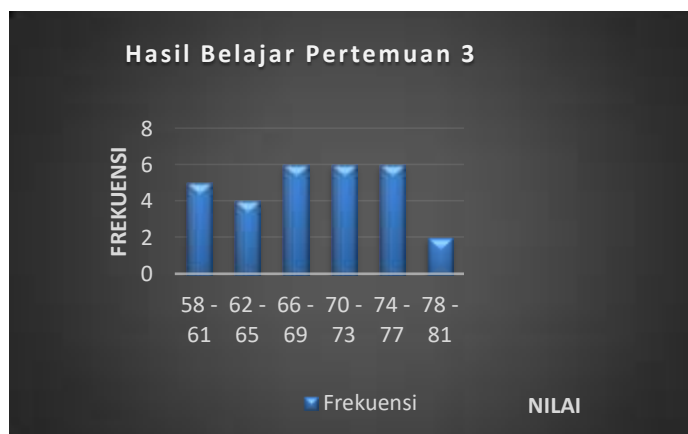 Hasil Belajar Pertemuan 3
FREKUENSI
8
6
4
2
0
58 - 62 - 66 - 70 - 74 - 78 -
61 65 69 73 77 81
Frekuensi
NILAI